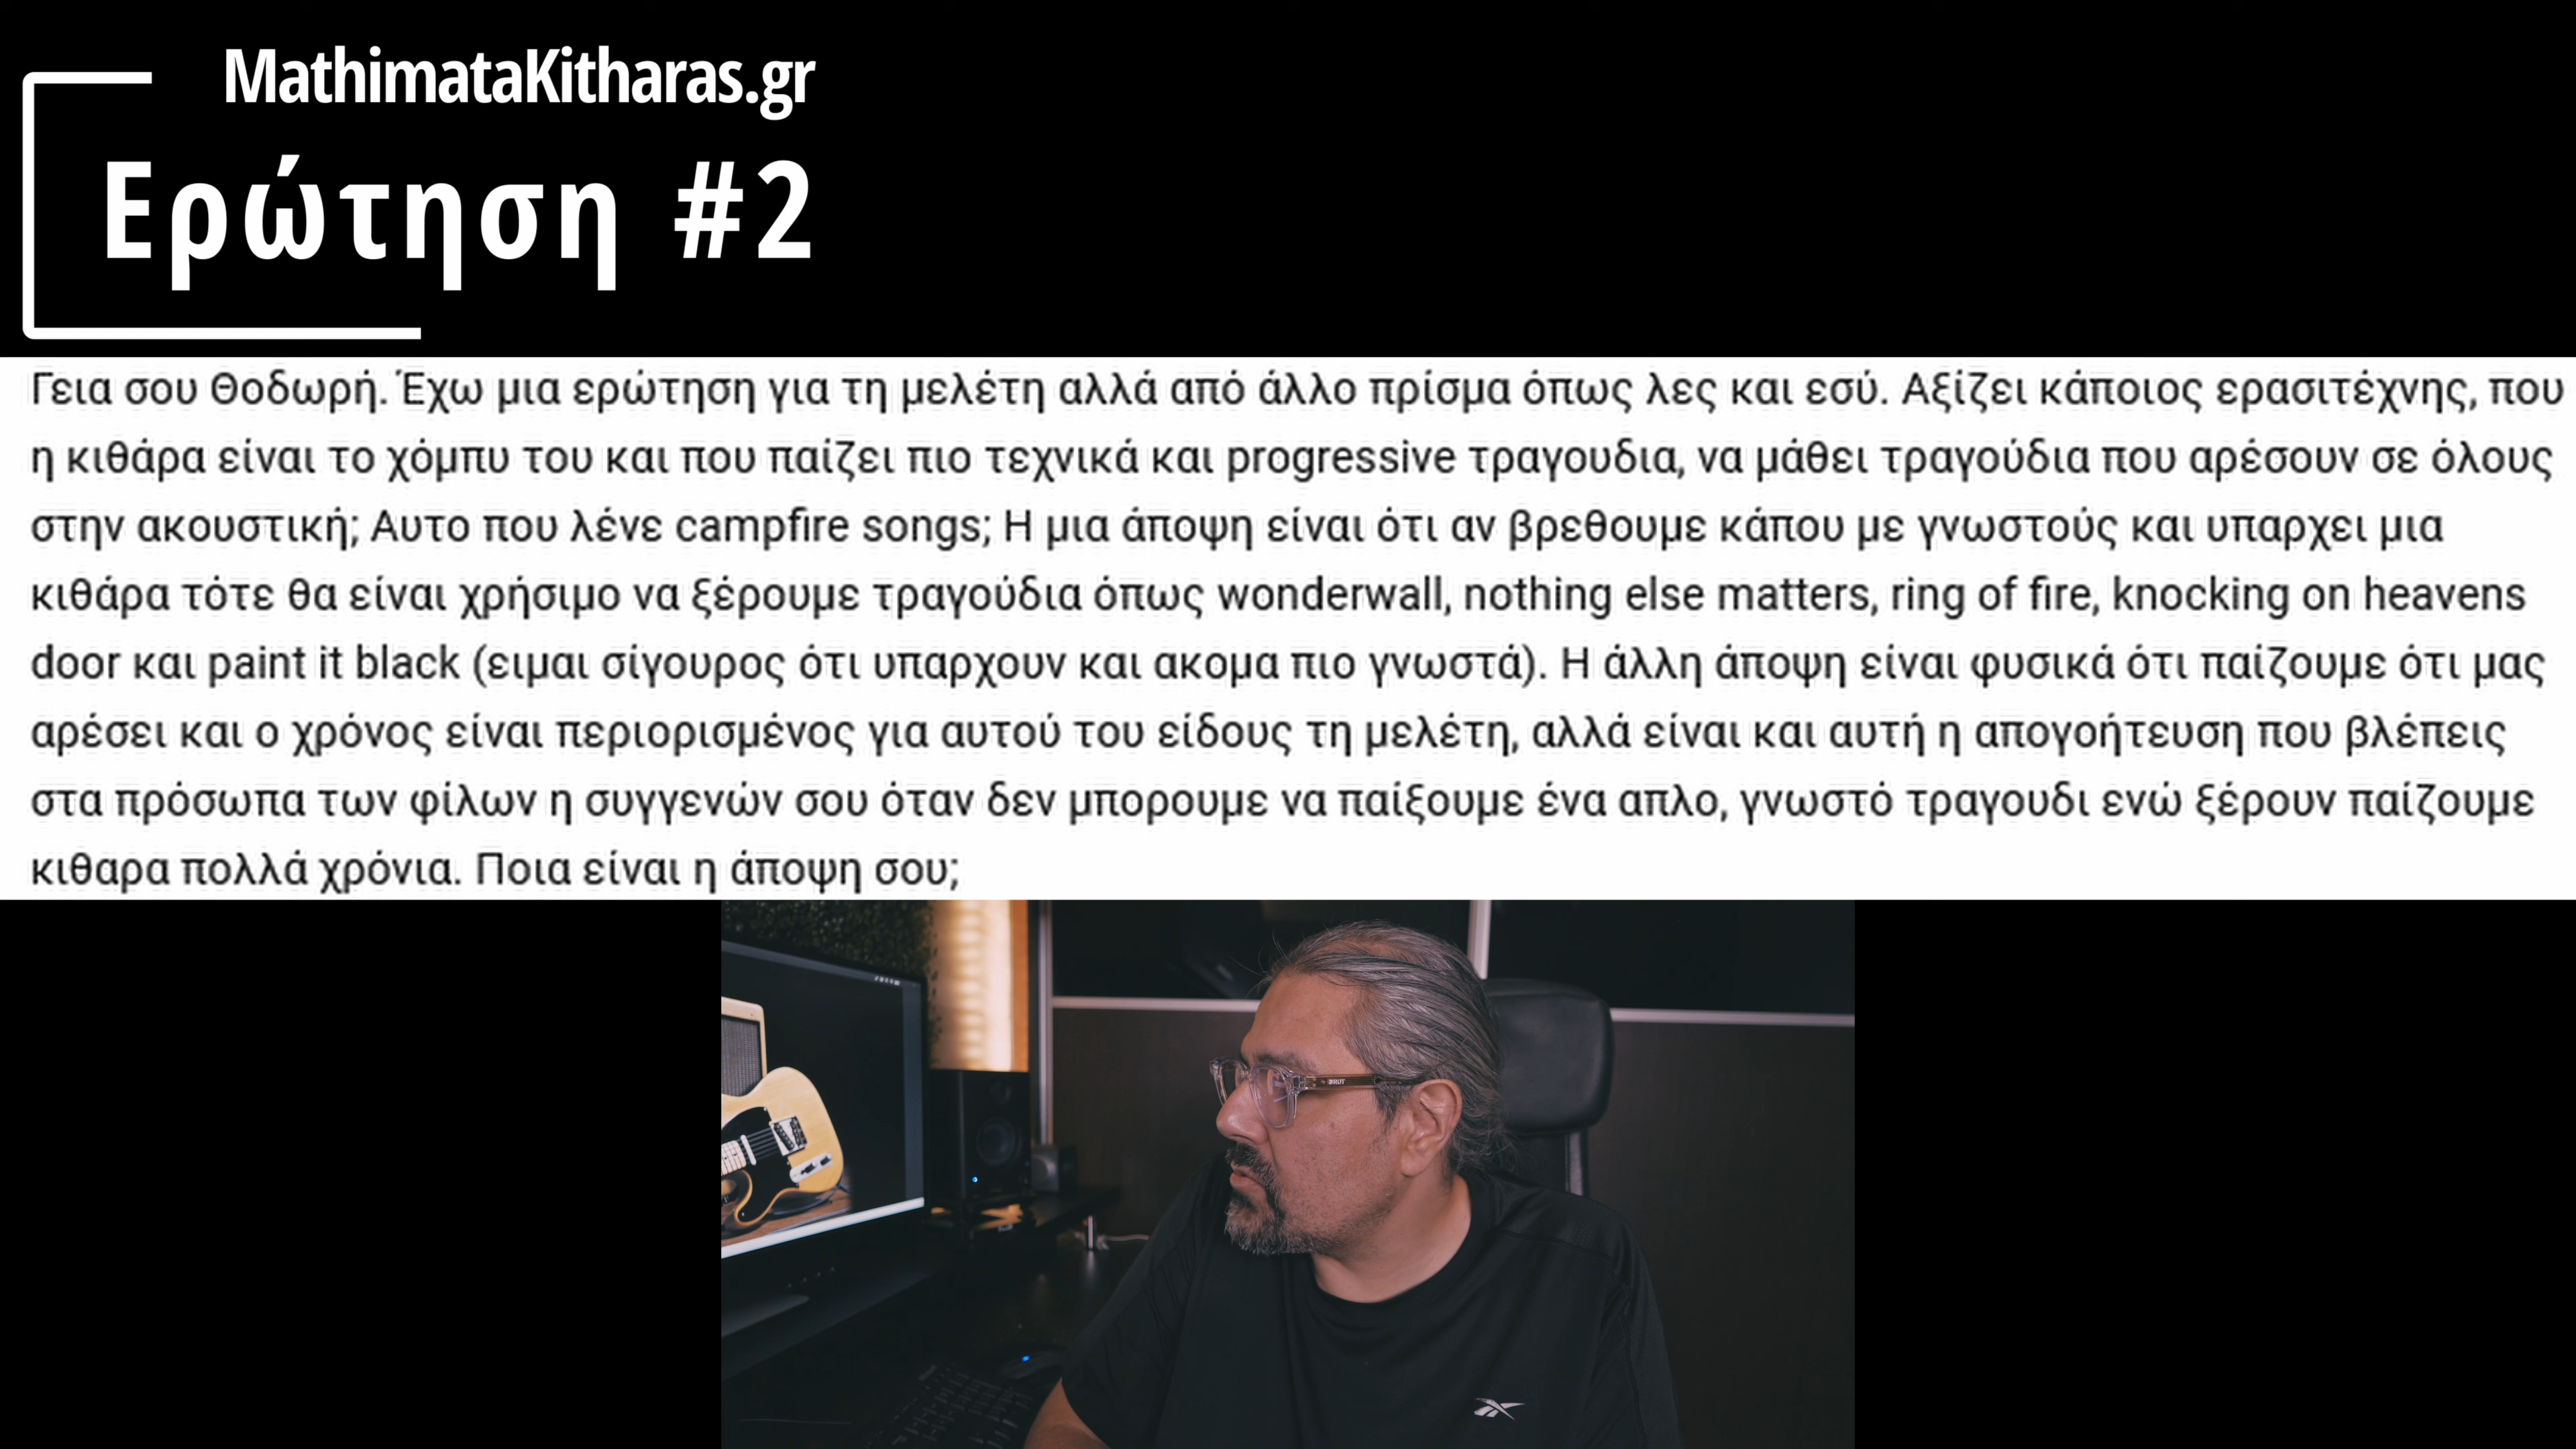 MathimataKitharas.gr
Ερώτηση #2
Γεια σου Θοδωρή. Έχω μια ερώτηση για τη μελέτη αλλά από άλλο πρίσμα όπως λες και εσύ. Αξίζει κάποιος ερασιτέχνης, που
η κιθάρα είναι το χόμπυ του και που παίζει πιο τεχνικά και progressive τραγουδια, να μάθει τραγούδια που αρέσουν σε όλους
στην ακουστική; Αυτο που λένε campfire songs; Η μια άποψη είναι ότι αν βρεθουμε κάπου με γνωστούς και υπαρχει μια
κιθάρα τότε θα είναι χρήσιμο να ξέρουμε τραγούδια όπως wonderwall, nothing else matters, ring of fire, knocking on heavens
door και paint it black (ειμαι σίγουρος ότι υπαρχουν και ακομα πιο γνωστά). Η άλλη άποψη είναι φυσικά ότι παίζουμε ότι μας
αρέσει και ο χρόνος είναι περιορισμένος για αυτού του είδους τη μελέτη, αλλά είναι και αυτή η απογοήτευση που βλέπεις
στα πρόσωπα των φίλων η συγγενών σου όταν δεν μπορουμε να παίξουμε ένα απλο, γνωστό τραγουδι ενώ ξέρουν παίζουμε
κιθαρα πολλά χρόνια. Ποια είναι η άποψη σου;
BRUT